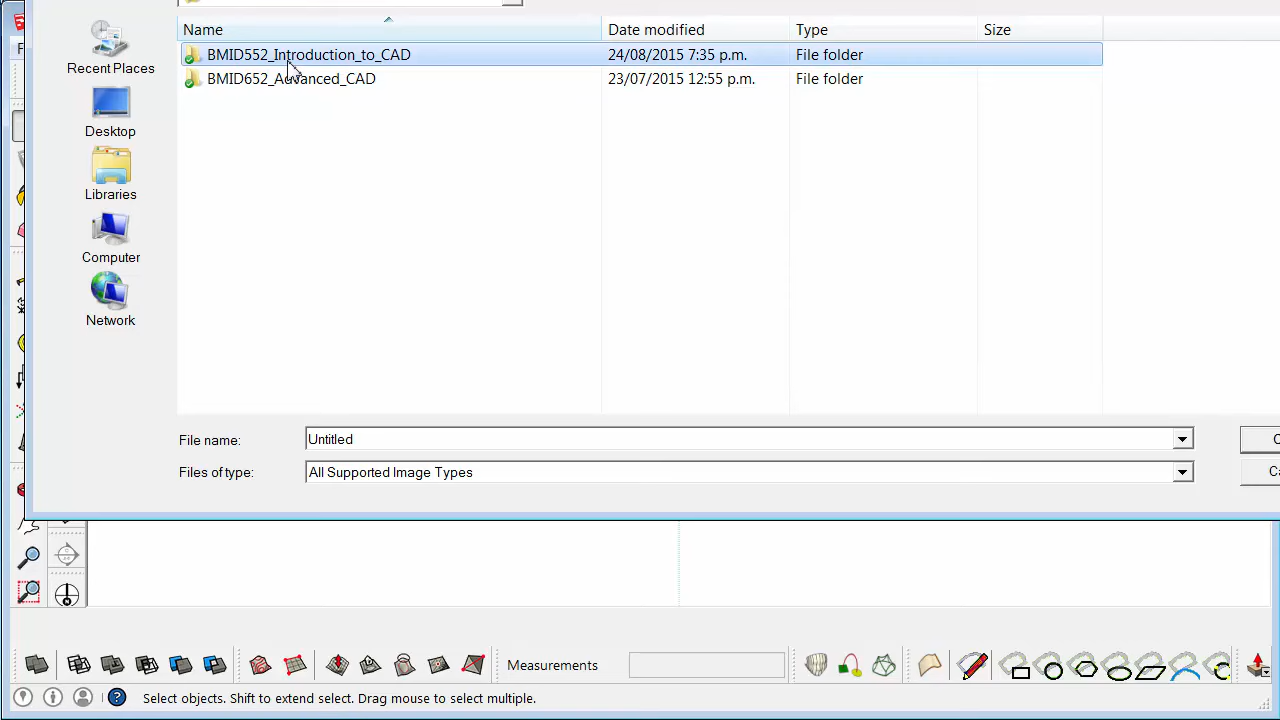 Name Date modified Type Size
BMID552_Introduction_to_CAD 24/08/2015 7:35 p.m. File folder
BMID652_Advanced_CAD 23/07/2015 12:55 p.m. File folder
Recent Places
Desktop
Libraries
Computer
Network
File name: Untitled
Files of type: All Supported Image Types
Measurements
Select objects. Shift to extend select. Drag mouse to select multiple.